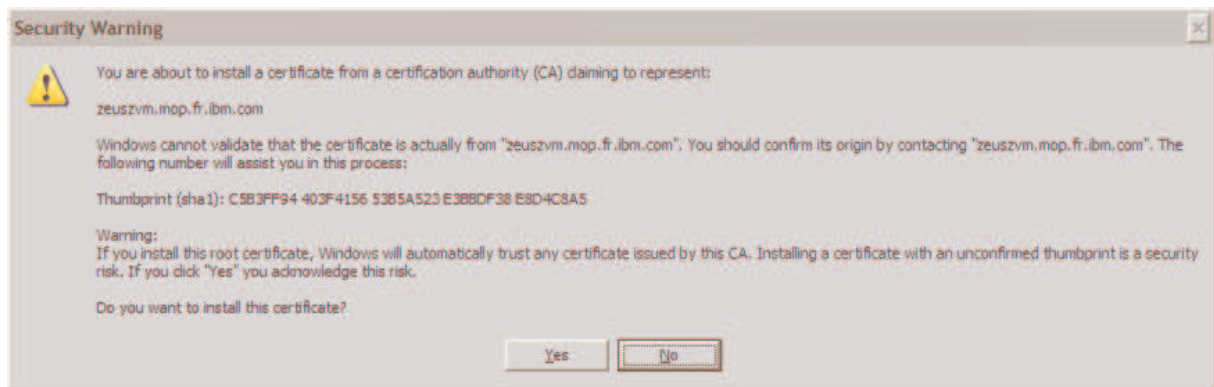 Security Warning
You are about to install a certificate from a certification authority (CA) claiming to represent:
zeuszvm.mop.fr.ibm.com
Windows cannot validate that the certificate is actually from "zeuszvm.mop.fr.ibm.com". You should confirm its origin by contacting "zeuszvm.mop.fr.ibm.com". The
following number will assist you in this process:
Thumbprint (sha1): C5B3FF94 403F4156 53B5A523 E3BBDF38 E8D4C8A5
Warning:
If you install this root certificate, Windows will automatically trust any certificate issued by this CA. Installing a certificate with an unconfirmed thumbprint is a security
risk. If you click "Yes" you acknowledge this risk.
Do you want to install this certificate?
Yes
No